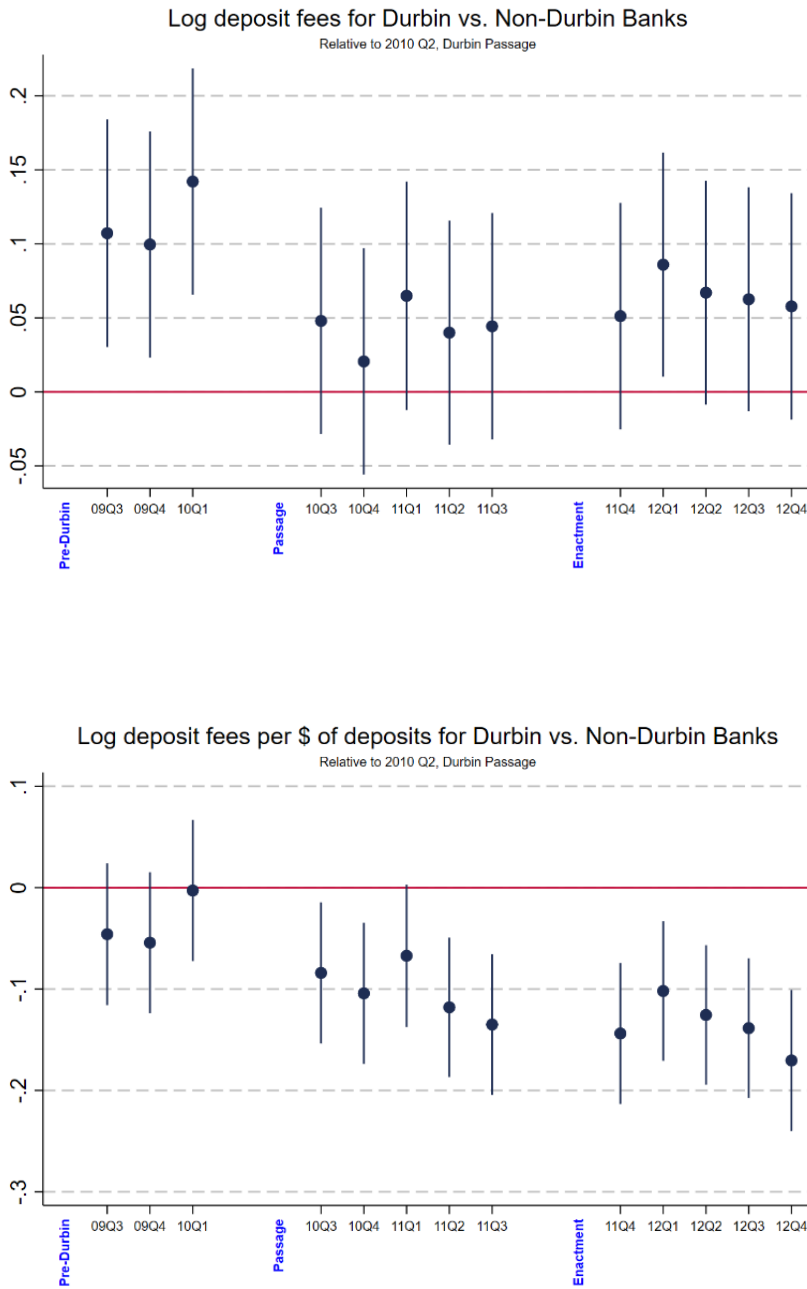 Log deposit fees for Durbin vs. Non-Durbin Banks
Relative to 2010 Q2, Durbin Passage
.2
.15
.1
.05
0
-.05
Pre-Durbin
09Q3
09Q4
10Q1
Passage
10Q3
10Q4
11Q1
11Q2
11Q3
Enactment
11Q4
12Q1
12Q2
12Q3
12Q4
Log deposit fees per $ of deposits for Durbin vs. Non-Durbin Banks
Relative to 2010 Q2, Durbin Passage
.1
0
-.1
-.2
-.3
Pre-Durbin
09Q3
09Q4
10Q1
Passage
10Q3
10Q4
11Q1
11Q2
11Q3
Enactment
11Q4
12Q1
12Q2
12Q3
12Q4